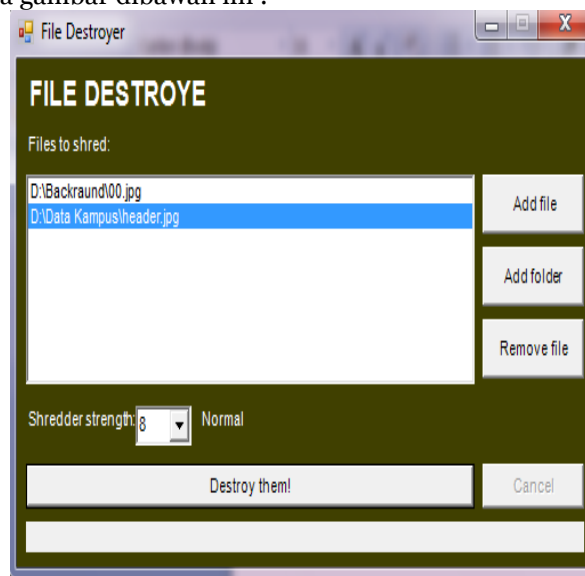 gambar dibawah ini :
File Destroyer
FILE DESTROYE
Files to shred:
D:\Backraund\00.jpg
D:\Data Kampus\header.jpg
Add file
Add folder
Remove file
Shredder strength: 8 Normal
Destroy them!
Cancel